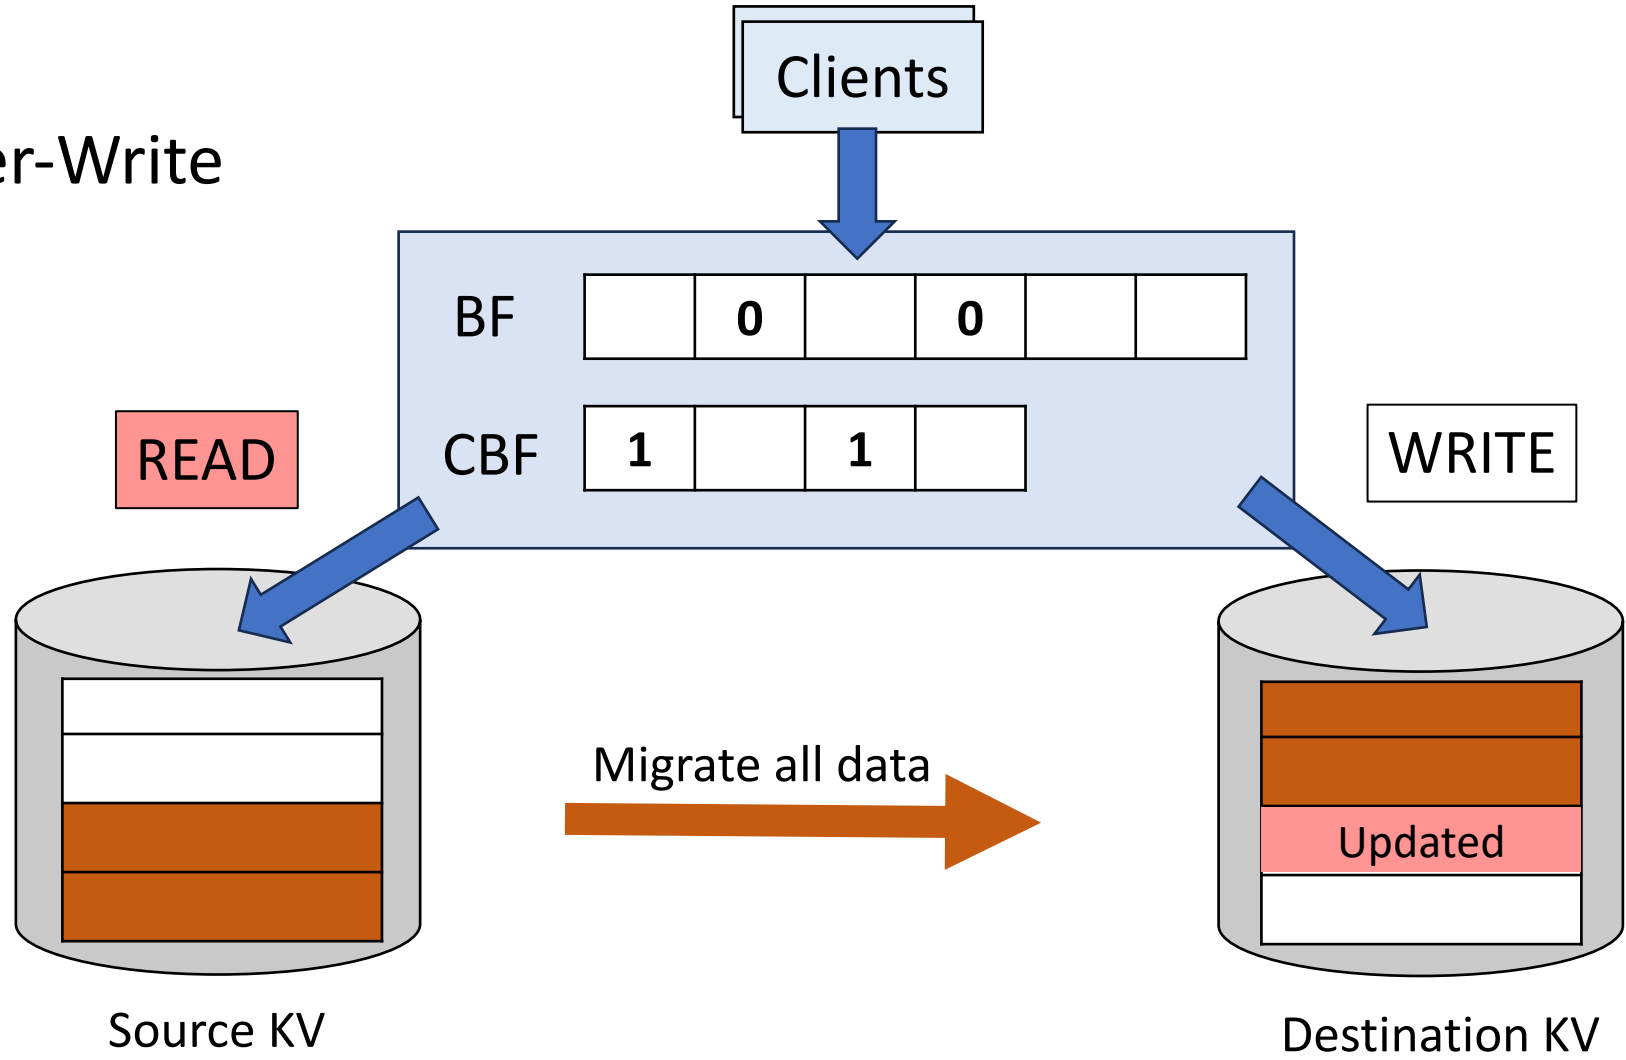 Clients
er-Write
BF 0 0
READ
CBF 1 1
WRITE
Migrate all data
Updated
Source KV
Destination KV